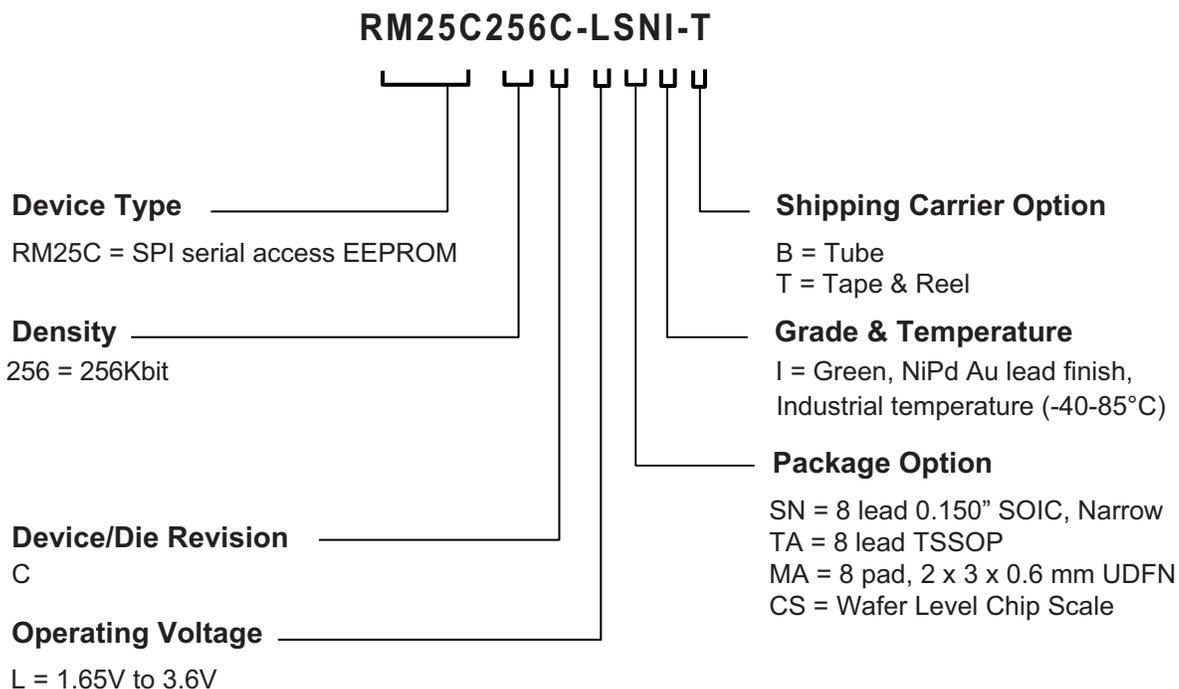 RM25C256C-LSNI-T
Device Type
RM25C = SPI serial access EEPROM
Density
256 = 256Kbit
Device/Die Revision
C
Operating Voltage
L = 1.65V to 3.6V
Shipping Carrier Option
B = Tube
T = Tape & Reel
Grade & Temperature
I = Green, NiPd Au lead finish,
Industrial temperature (-40-85°C)
Package Option
SN = 8 lead 0.150” SOIC, Narrow
TA = 8 lead TSSOP
MA = 8 pad, 2 x 3 x 0.6 mm UDFN
CS = Wafer Level Chip Scale